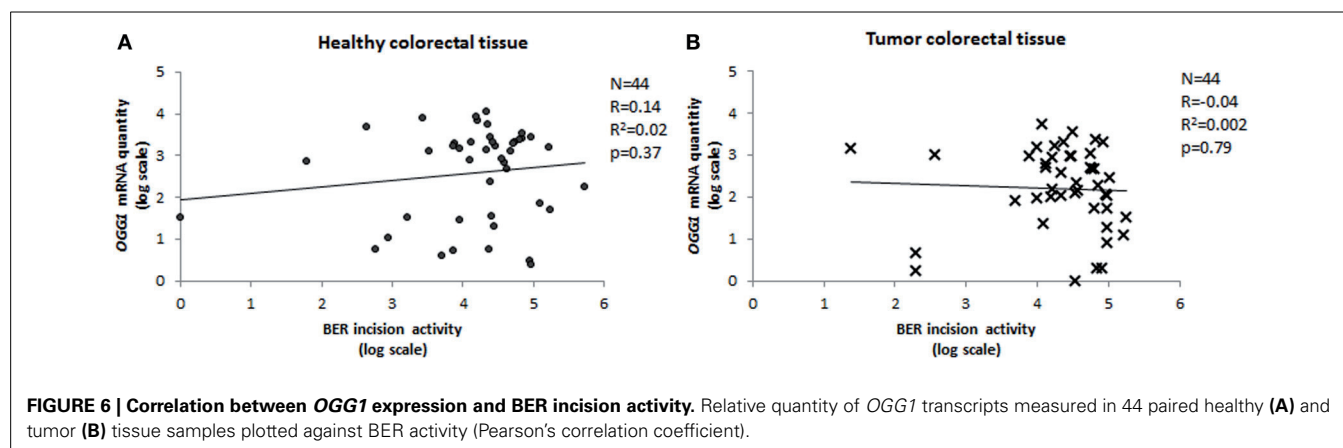 A
Healthy colorectal tissue
N=44
R=0.14
R²=0.02
p=0.37
OGG1 mRNA quantity
(log scale)
5
4
3
2
1
0
0 1 2 3 4 5 6
BER incision activity
(log scale)
B
Tumor colorectal tissue
N=44
R=-0.04
R²=0.002
p=0.79
OGG1 mRNA quantitiy
(log scale)
5
4
3
2
1
0
0 1 2 3 4 5 6
BER incision activity
(log scale)
FIGURE 6 | Correlation between OGG1 expression and BER incision activity. Relative quantity of OGG1 transcripts measured in 44 paired healthy (A) and
tumor (B) tissue samples plotted against BER activity (Pearson's correlation coefficient).